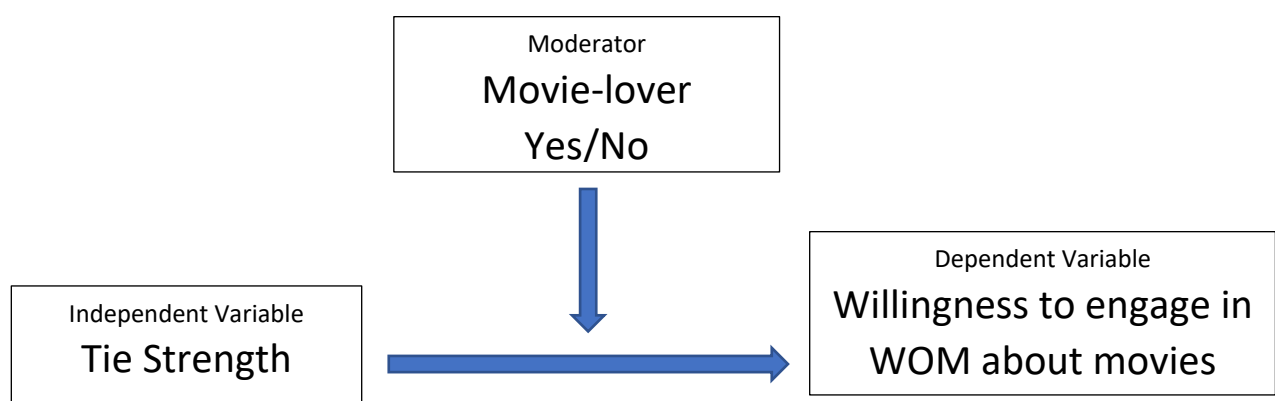 Moderator
Movie-lover
Yes/No
Independent Variable
Tie Strength
Dependent Variable
Willingness to engage in
WOM about movies